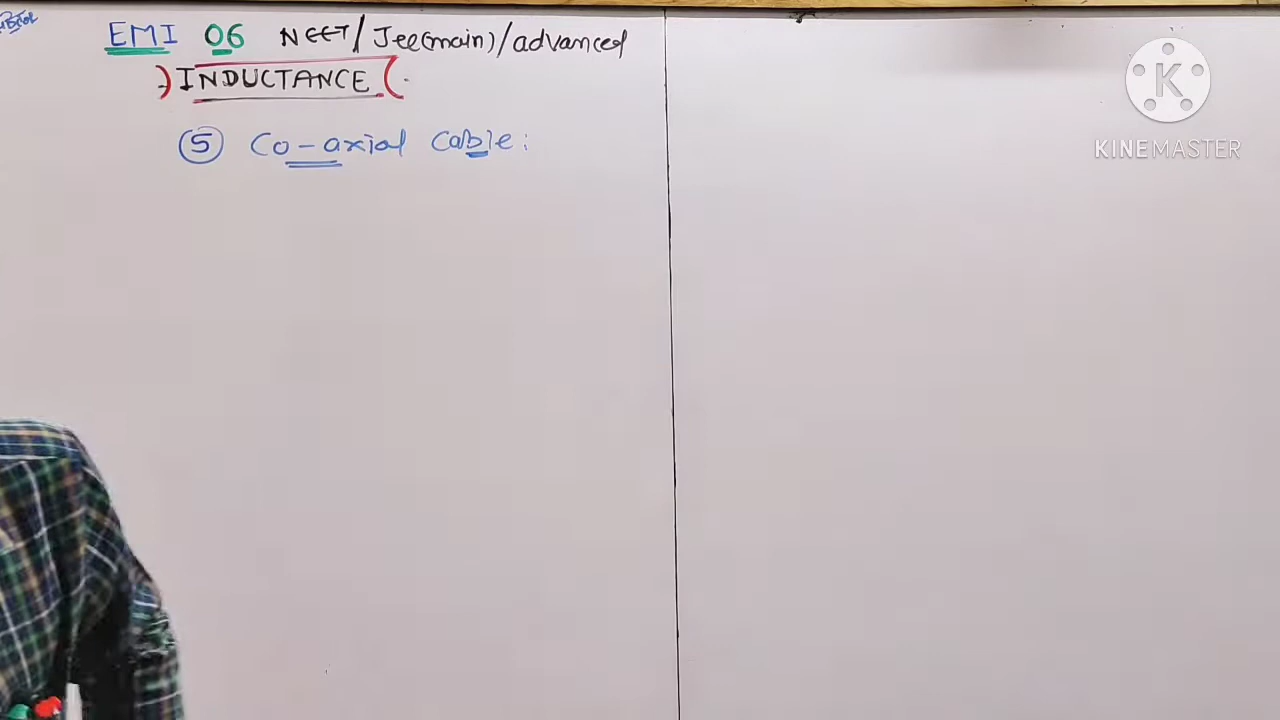 EMI 06 NEET/Jee(main)/advanced
INDUCTANCE
5 Co-axial Cable:
K
KINEMASTER